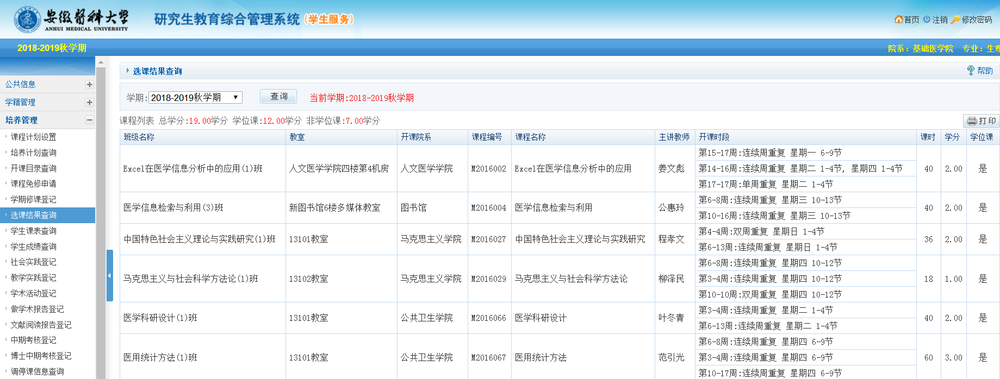 安徽医科大学
ANHUI MEDICAL UNIVERSITY
研究生教育综合管理系统(学生服务)
首页 注销 修改密码
2018-2019秋学期
院系：基础医学院 专业：生理
公共信息
学籍管理
培养管理
课程计划设置
培养计划查询
开课目录查询
课程免修申请
学期修课登记
选课结果查询
学生课表查询
学生成绩查询
社会实践登记
教学实践登记
学术活动登记
做学术报告登记
文献阅读报告登记
中期考核登记
博士中期考核登记
调停课信息查询
选课结果查询
帮助
学期:2018-2019秋学期 查询 当前学期:2018-2019秋学期
课程列表 总学分:19.00学分 学位课:12.00学分 非学位课:7.00学分
打印
班级名称 教室 开课院系 课程编号 课程名称 主讲教师 开课时段 课时 学分 学位课
Excel在医学信息分析中的应用(1)班 人文医学学院四楼第4机房 人文医学学院 M2016002 Excel在医学信息分析中的应用 姜文彪 第15-17周:连续周重复 星期一 6-9节 40 2.00 是
第14-16周:连续周重复 星期二 1-4节, 星期四 1-4节
第17-17周:单周重复 星期二 1-4节
医学信息检索与利用(3)班 新图书馆6楼多媒体教室 图书馆 M2016004 医学信息检索与利用 公惠玲 第6-8周:连续周重复 星期三 10-13节 40 2.00 是
第10-16周:连续周重复 星期三 10-13节
中国特色社会主义理论与实践研究(1)班 13101教室 马克思主义学院 M2016027 中国特色社会主义理论与实践研究 程孝文 第4-4周:双周重复 星期日 1-4节 36 2.00 是
第6-13周:连续周重复 星期日 1-4节
马克思主义与社会科学方法论(1)班 13102教室 马克思主义学院 M2016029 马克思主义与社会科学方法论 柳泽民 第6-8周:连续周重复 星期四 10-12节 18 1.00 是
第3-4周:连续周重复 星期四 10-12节
第10-10周:双周重复 星期四 10-12节
医学科研设计(1)班 13101教室 公共卫生学院 M2016066 医学科研设计 叶冬青 第3-4周:连续周重复 星期二 1-4节 40 2.00 是
第6-13周:连续周重复 星期二 1-4节
医用统计方法(1)班 13101教室 公共卫生学院 M2016067 医用统计方法 范引光 第6-8周:连续周重复 星期四 6-9节 60 3.00 是
第3-4周:连续周重复 星期四 6-9节
第10-17周:连续周重复 星期四 6-9节